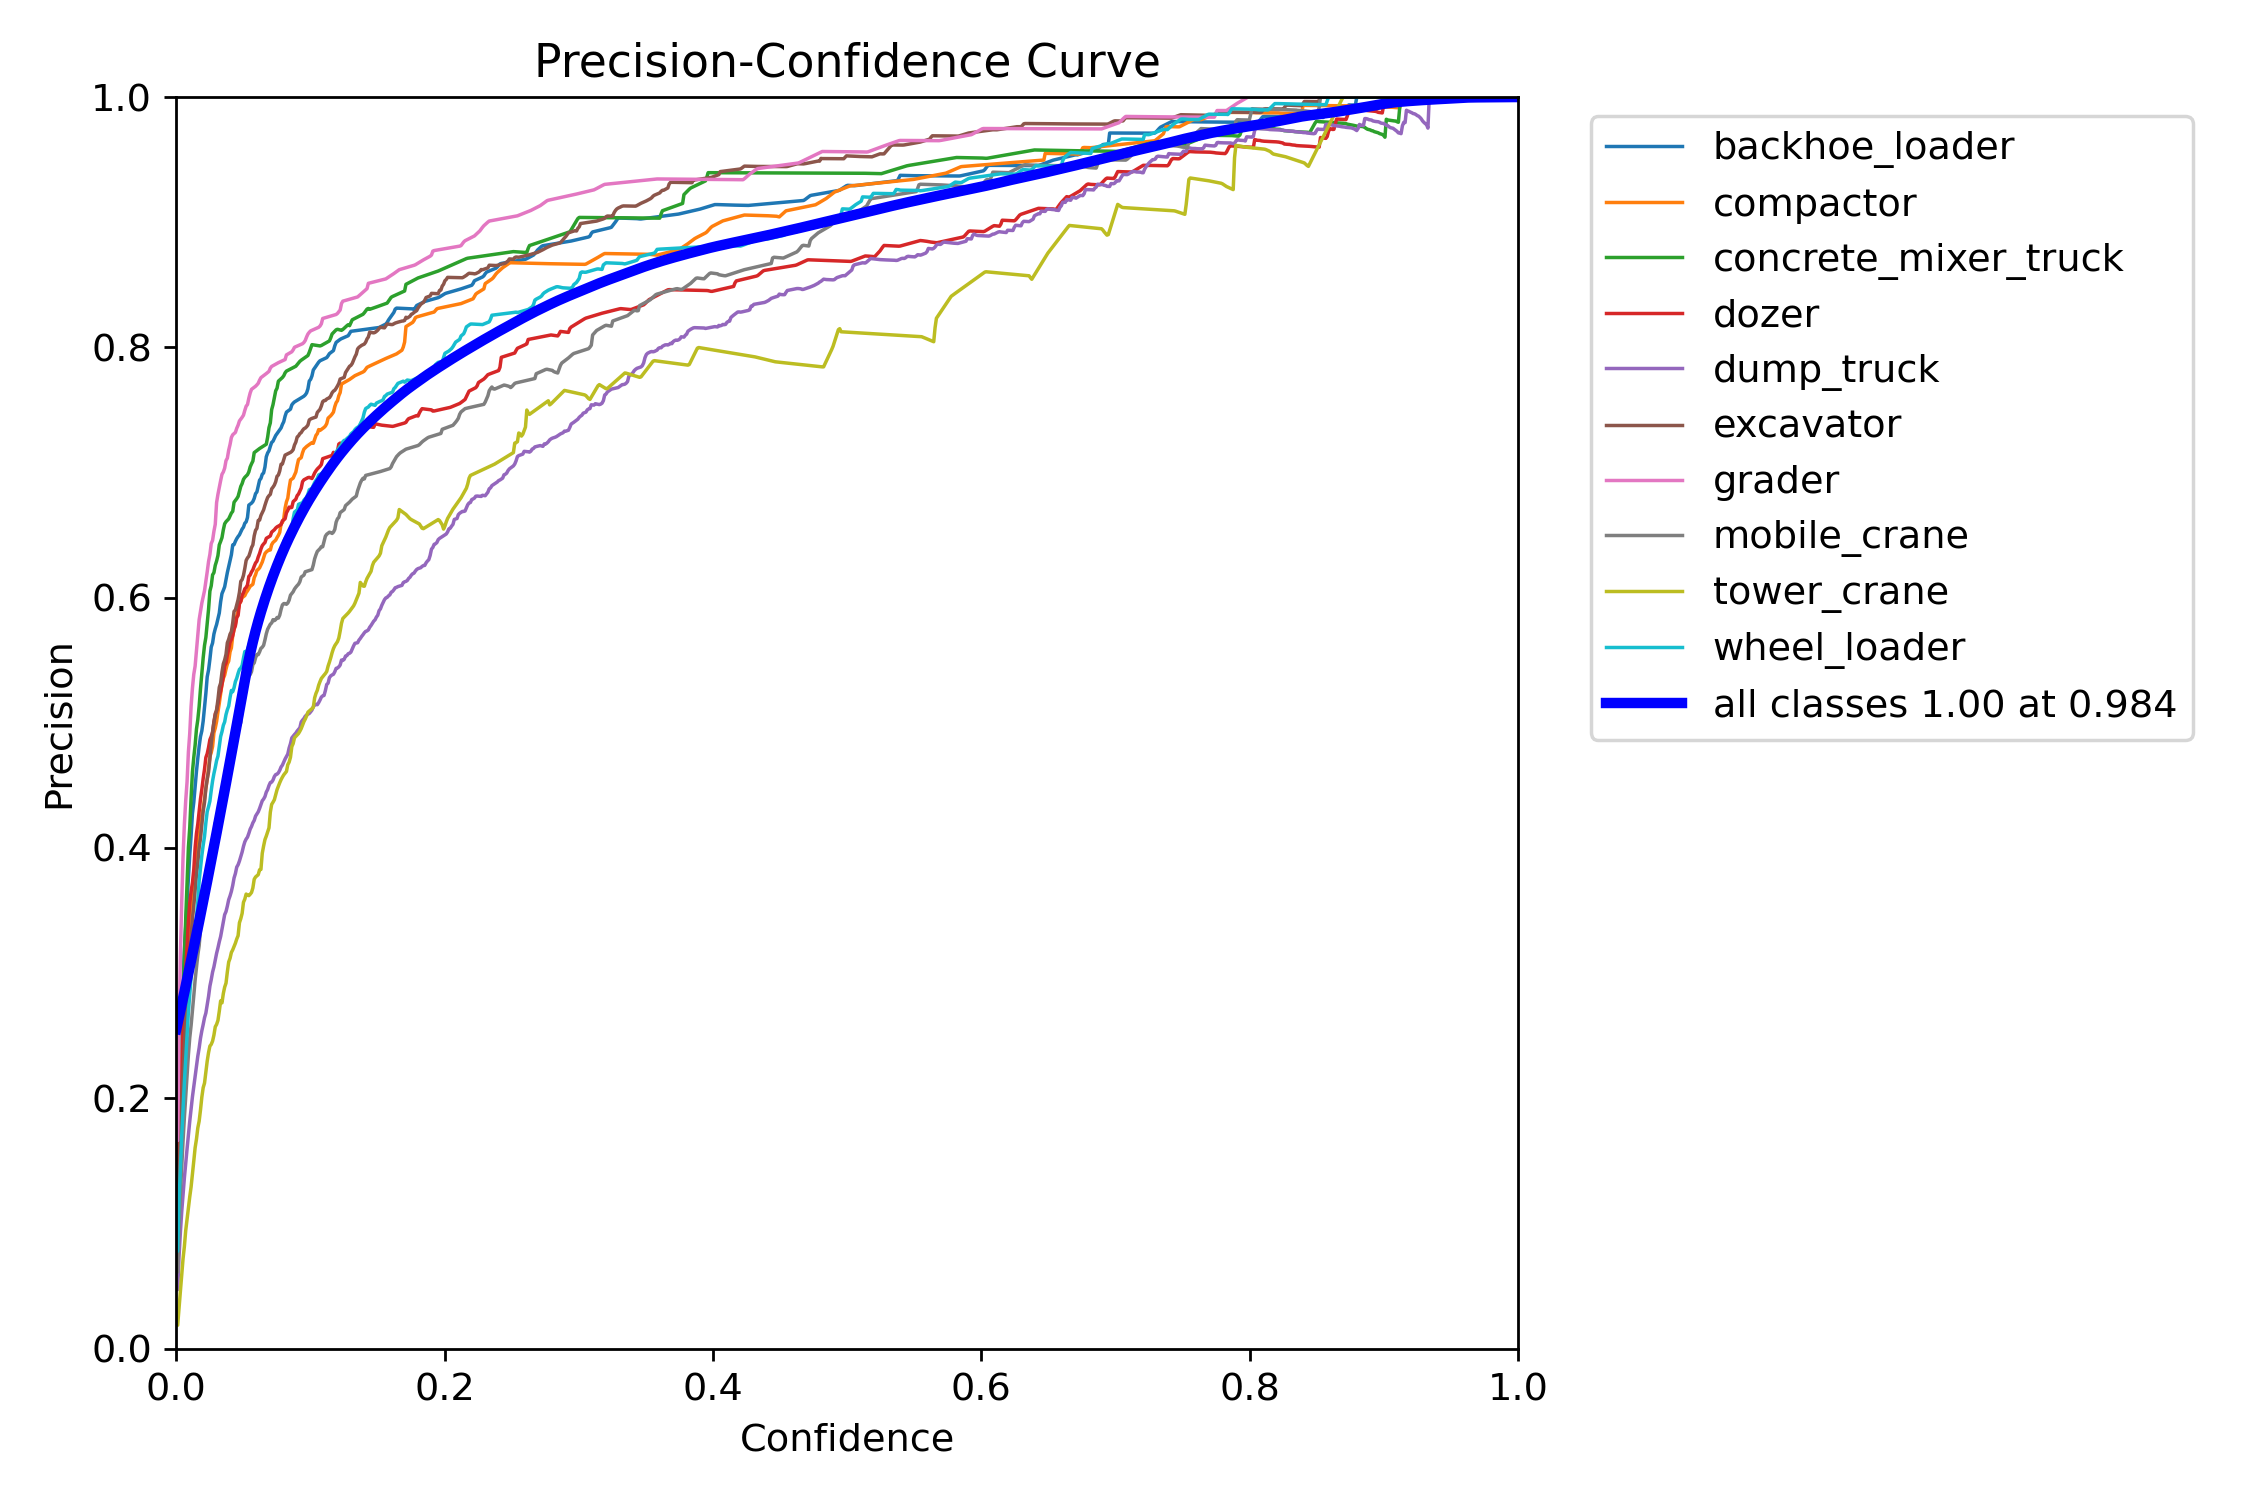 Precision-Confidence Curve
1.0
0.8
0.6
0.4
0.2
0.0
Precision
0.0 0.2 0.4 0.6 0.8 1.0
Confidence
backhoe_loader
compactor
concrete_mixer_truck
dozer
dump_truck
excavator
grader
mobile_crane
tower_crane
wheel_loader
all classes 1.00 at 0.984